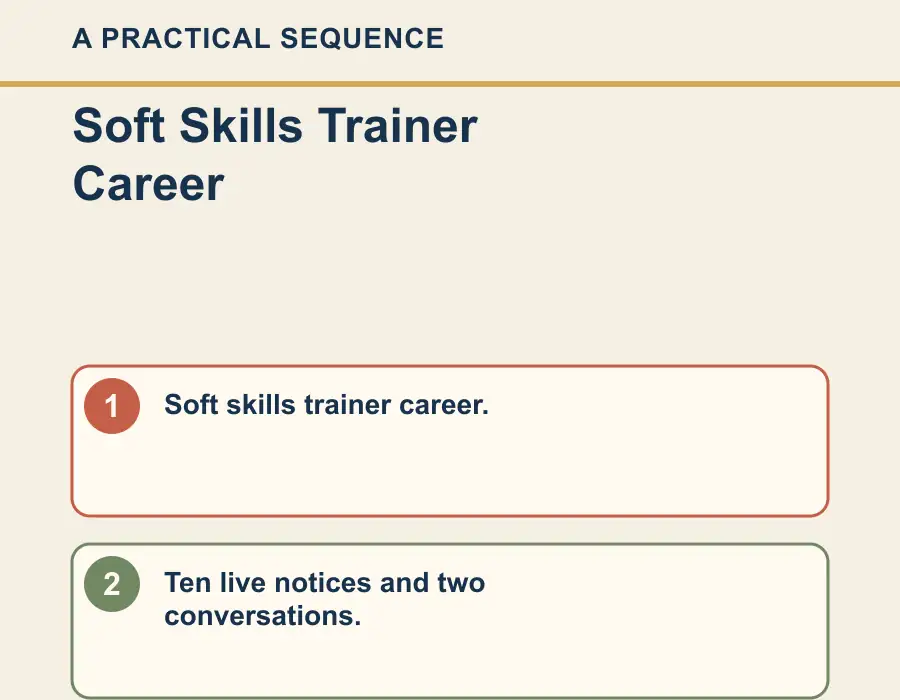 A PRACTICAL SEQUENCE
Soft Skills Trainer
Career
1
Soft skills trainer career.
2
Ten live notices and two
conversations.